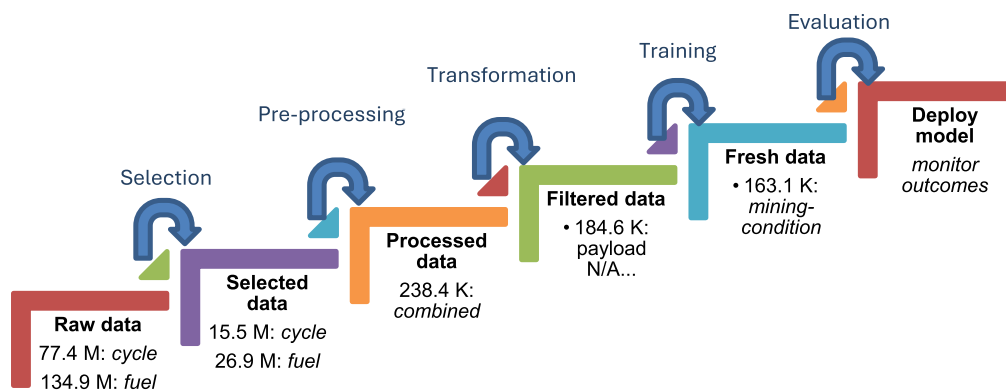 Selection
Raw data
77.4 M: cycle
134.9 M: fuel
Pre-processing
Selected
data
15.5 M: cycle
26.9 M: fuel
Transformation
Processed
data
238.4 K:
combined
Training
Filtered data
• 184.6 K:
payload
N/A...
Evaluation
Fresh data
• 163.1 K:
mining-
condition
Deploy
model
monitor
outcomes